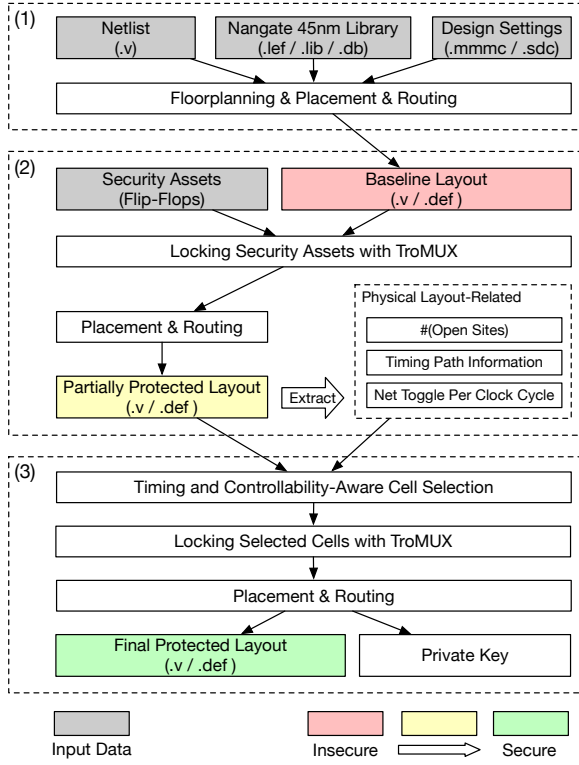 (1)
Netlist
(.v)
Nangate 45nm Library
(.lef / .lib / .db)
Design Settings
(.mmmc / .sdc)
Floorplanning & Placement & Routing
(2)
Security Assets
(Flip-Flops)
Baseline Layout
(.v / .def )
Locking Security Assets with TroMUX
Placement & Routing
Partially Protected Layout
(.v / .def )
Extract
Physical Layout-Related
#(Open Sites)
Timing Path Information
Net Toggle Per Clock Cycle
(3)
Timing and Controllability-Aware Cell Selection
Locking Selected Cells with TroMUX
Placement & Routing
Final Protected Layout
(.v / .def )
Private Key
Input Data
Insecure
Secure